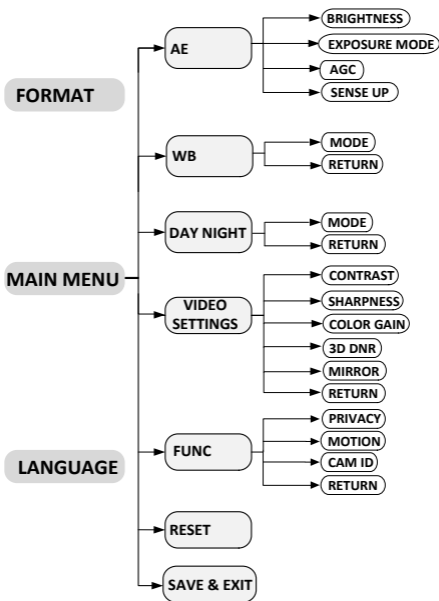 FORMAT
MAIN MENU
LANGUAGE
AE
BRIGHTNESS
EXPOSURE MODE
AGC
SENSE UP
WB
MODE
RETURN
DAY NIGHT
MODE
RETURN
VIDEO
SETTINGS
CONTRAST
SHARPNESS
COLOR GAIN
3D DNR
MIRROR
RETURN
FUNC
PRIVACY
MOTION
CAM ID
RETURN
RESET
SAVE & EXIT